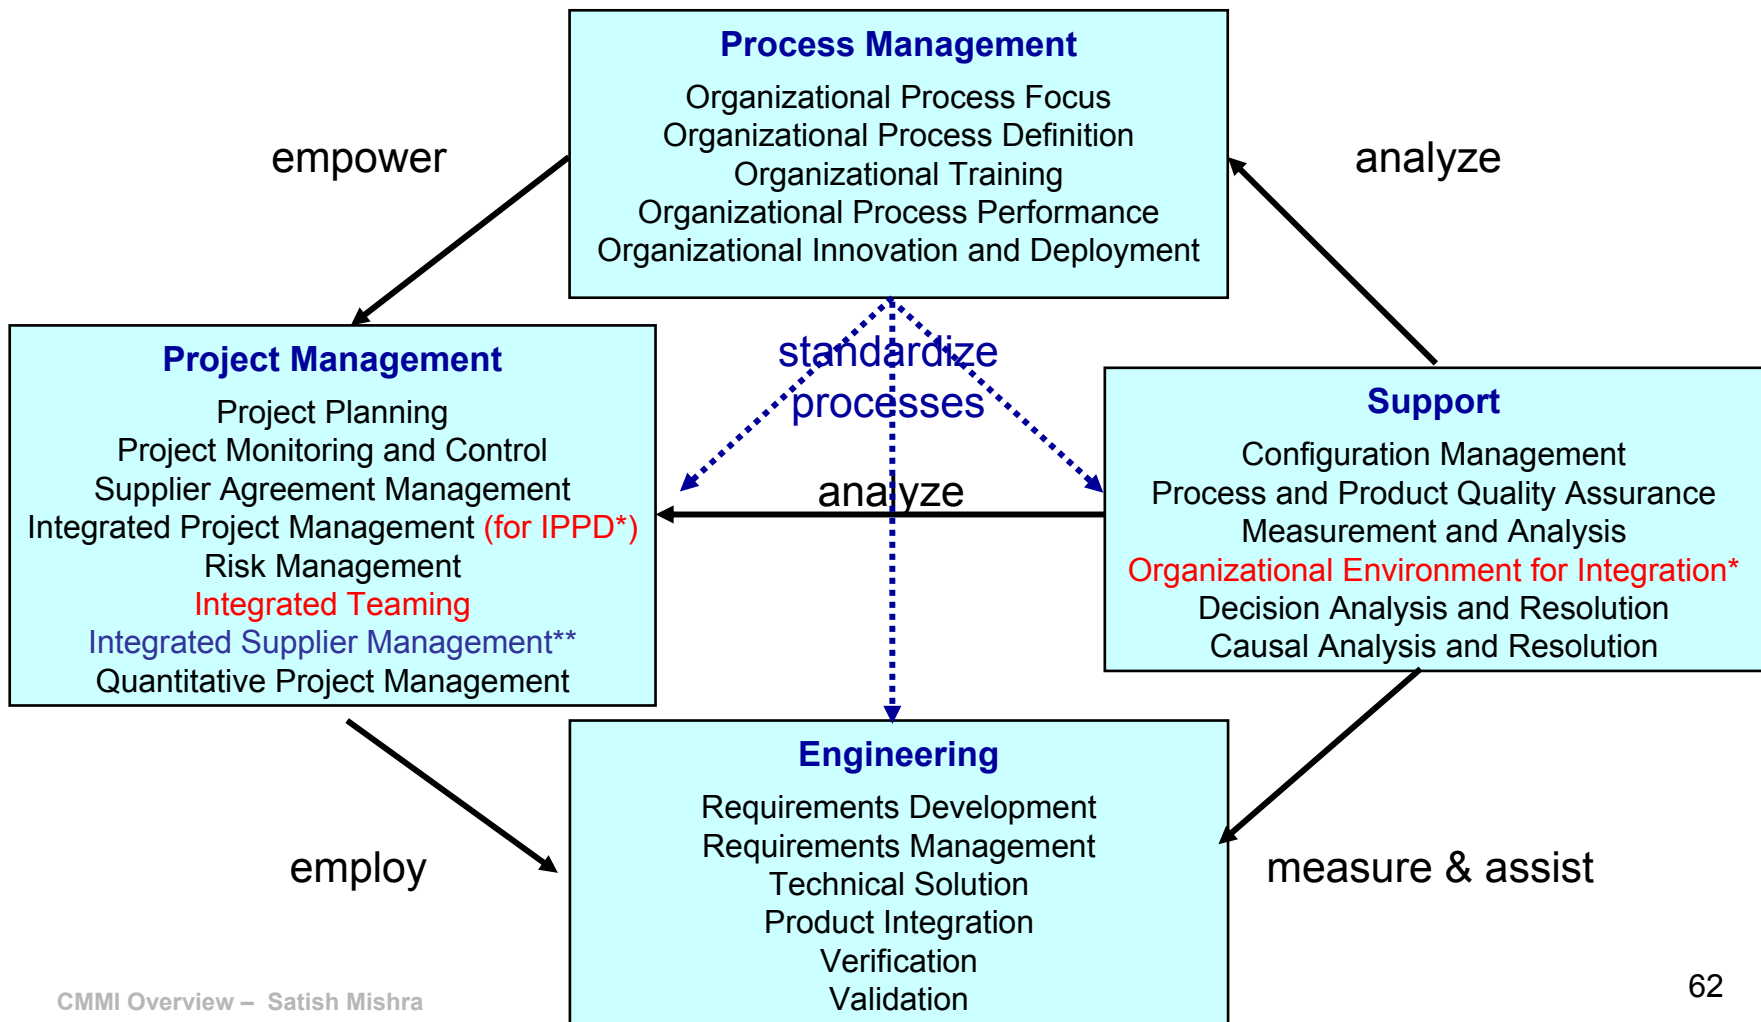 Process Management
Organizational Process Focus
Organizational Process Definition
Organizational Training
Organizational Process Performance
Organizational Innovation and Deployment
empower
analyze
standardize
processes
analyze
Project Management
Project Planning
Project Monitoring and Control
Supplier Agreement Management
Integrated Project Management (for IPPD*)
Risk Management
Integrated Teaming
Integrated Supplier Management**
Quantitative Project Management
Support
Configuration Management
Process and Product Quality Assurance
Measurement and Analysis
Organizational Environment for Integration*
Decision Analysis and Resolution
Causal Analysis and Resolution
employ
measure & assist
Engineering
Requirements Development
Requirements Management
Technical Solution
Product Integration
Verification
Validation
CMMI Overview – Satish Mishra
62